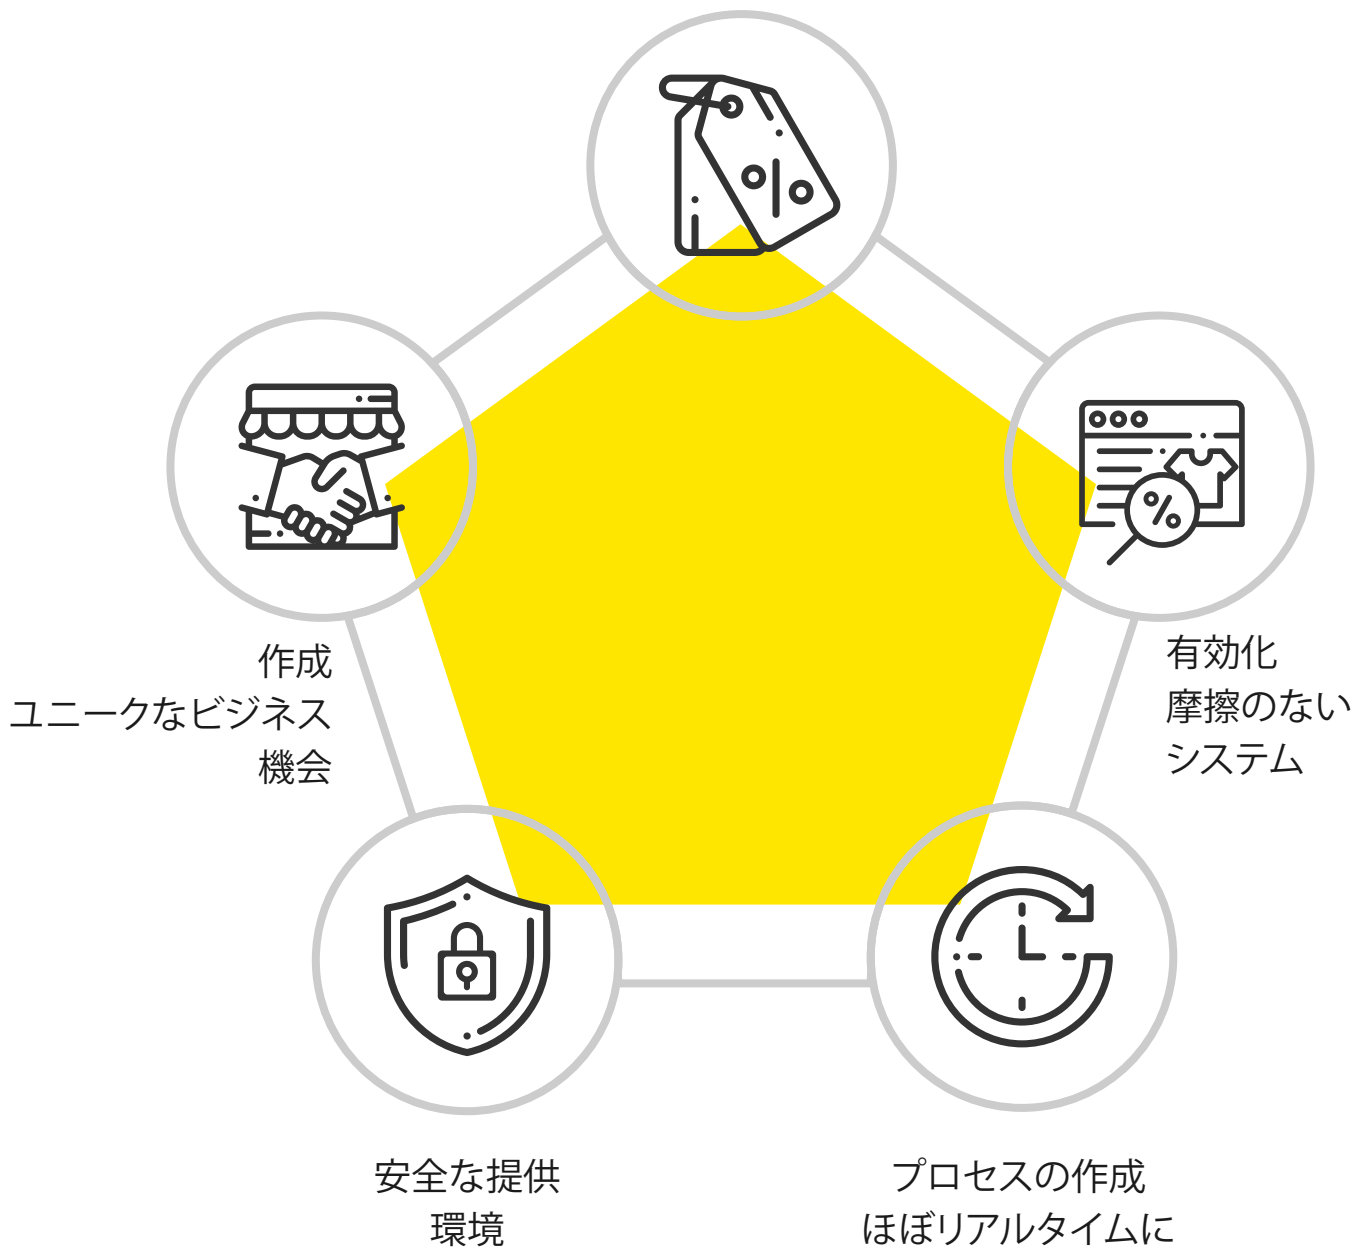 作成
ユニークなビジネス
機会
有効化
摩擦のない
システム
安全な提供
環境
プロセスの作成
ほぼリアルタイムに